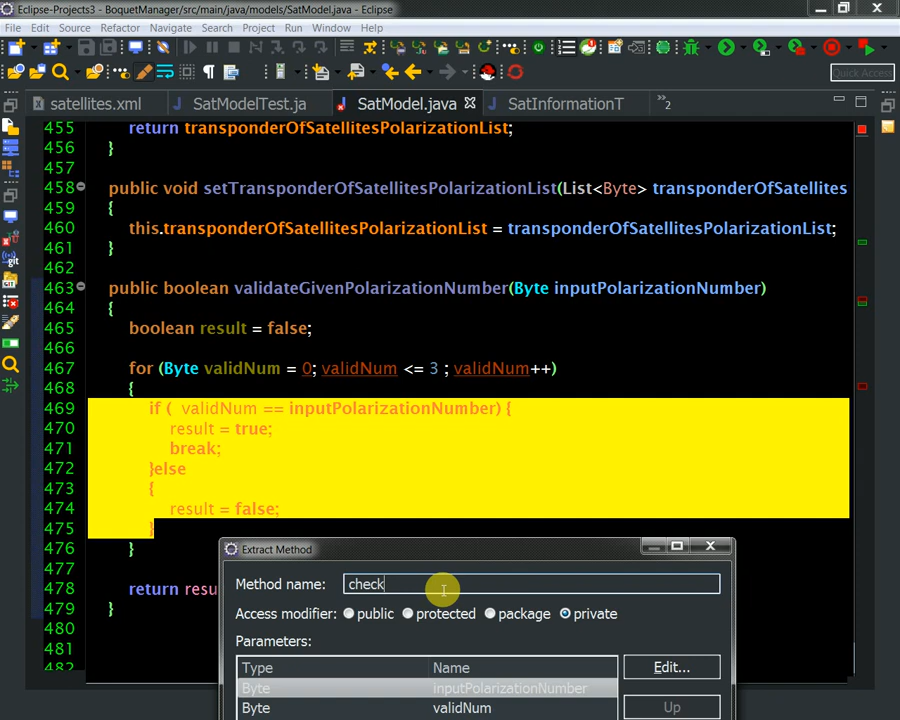 Eclipse-Projects3 - BoquetManager/src/main/java/models/SatModel.java - Eclipse
File Edit Source Refactor Navigate Search Project Run Window Help
Quick Access
satellites.xml SatModelTest.ja SatModel.java SatInformationT »2
455 return transponderOfSatellitesPolarizationList;
456 }
457
458 public void setTransponderOfSatellitesPolarizationList(List<Byte> transponderOfSatellites
459 {
460 this.transponderOfSatellitesPolarizationList = transponderOfSatellitesPolarizationList;
461 }
462
463 public boolean validateGivenPolarizationNumber(Byte inputPolarizationNumber)
464 {
465 boolean result = false;
466
467 for (Byte validNum = 0; validNum <= 3 ; validNum++)
468 {
469 if ( validNum == inputPolarizationNumber) {
470 result = true;
471 break;
472 }else
473 {
474 result = false;
475 }
476 }
477
478 return resu
479 }
480
481
482
Extract Method
Method name: check
Access modifier: public protected package private
Parameters:
Type Name
Edit...
Byte inputPolarizationNumber
Byte validNum
Up